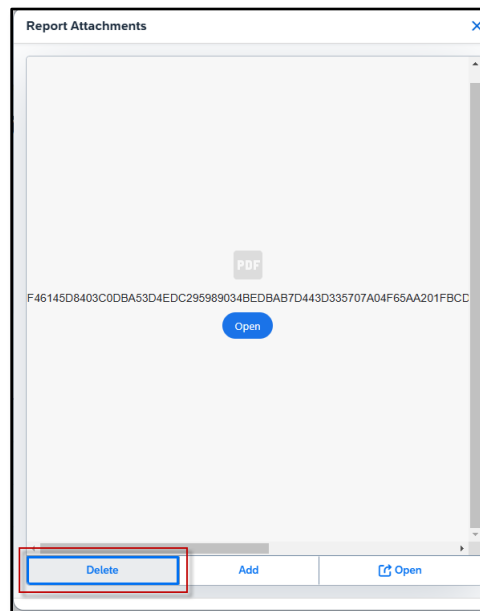 Report Attachments
PDF
F46145D8403C0DBA53D4EDC295989034BEDBAB7D443D335707A04F65AA201FBCD
Open
Delete
Add
Open